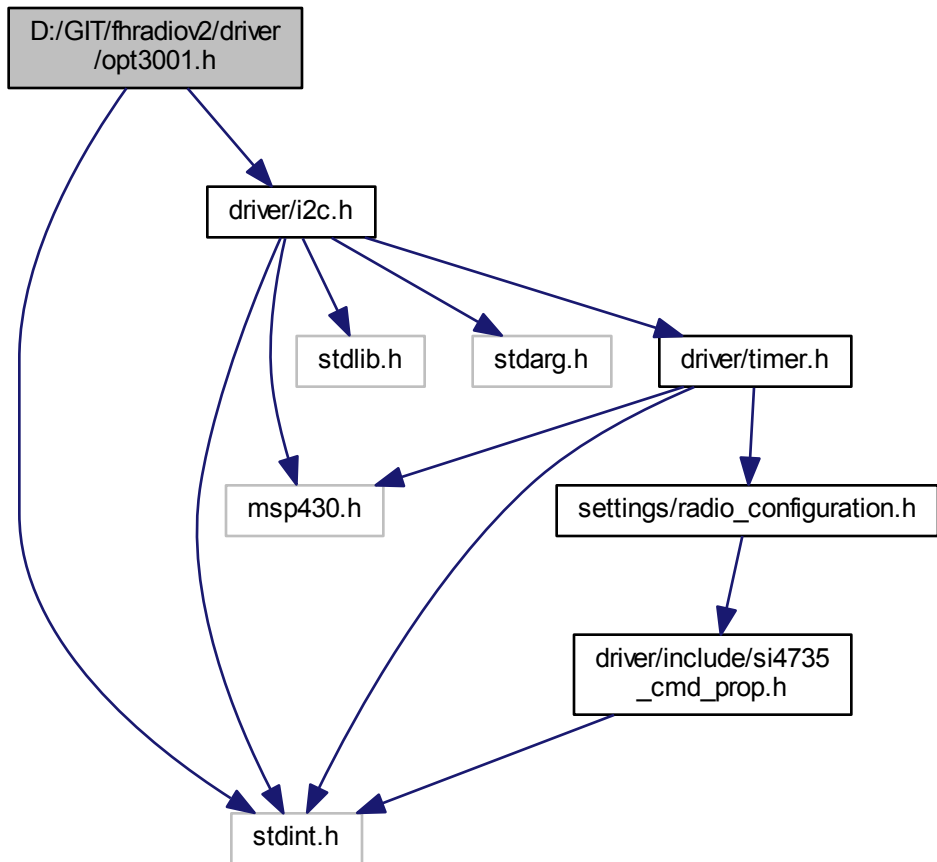 D:/GIT/fhradiov2/driver
/opt3001.h
driver/i2c.h
stdlib.h
stdarg.h
driver/timer.h
msp430.h
settings/radio_configuration.h
driver/include/si4735
_cmd_prop.h
stdint.h